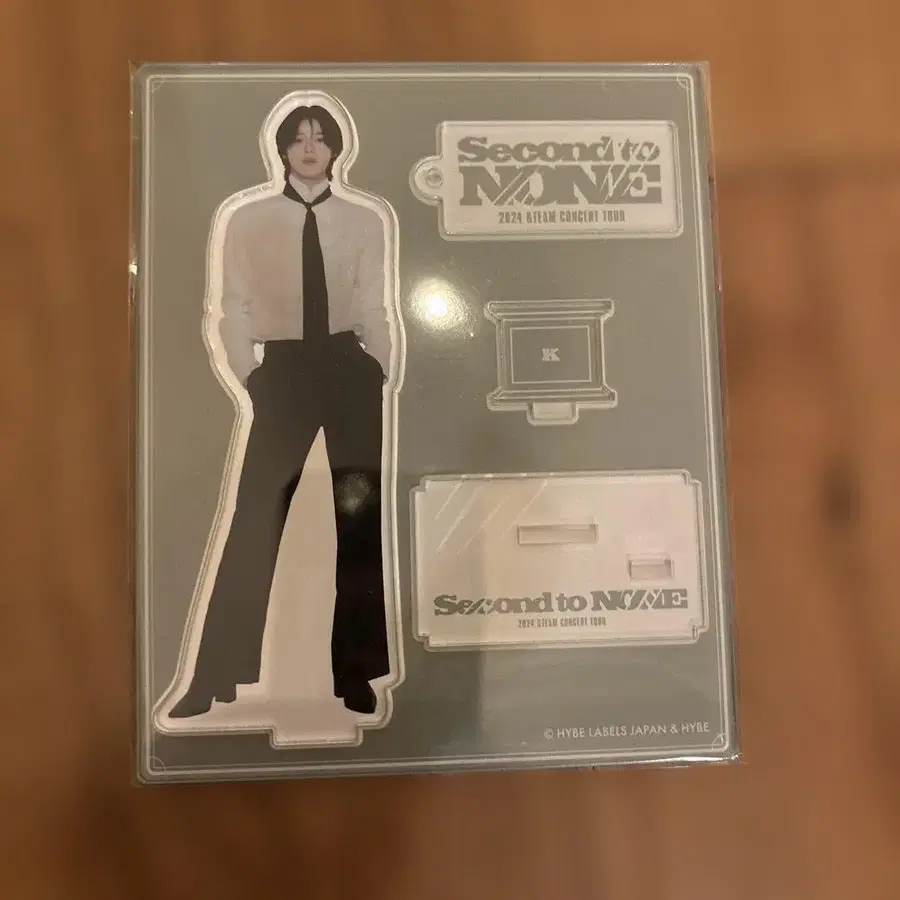 Second to
NONE
2024 &TEAM CONCERT TOUR
K
Second to NONE
2024 &TEAM CONCERT TOUR
© HYBE LABELS JAPAN & HYBE